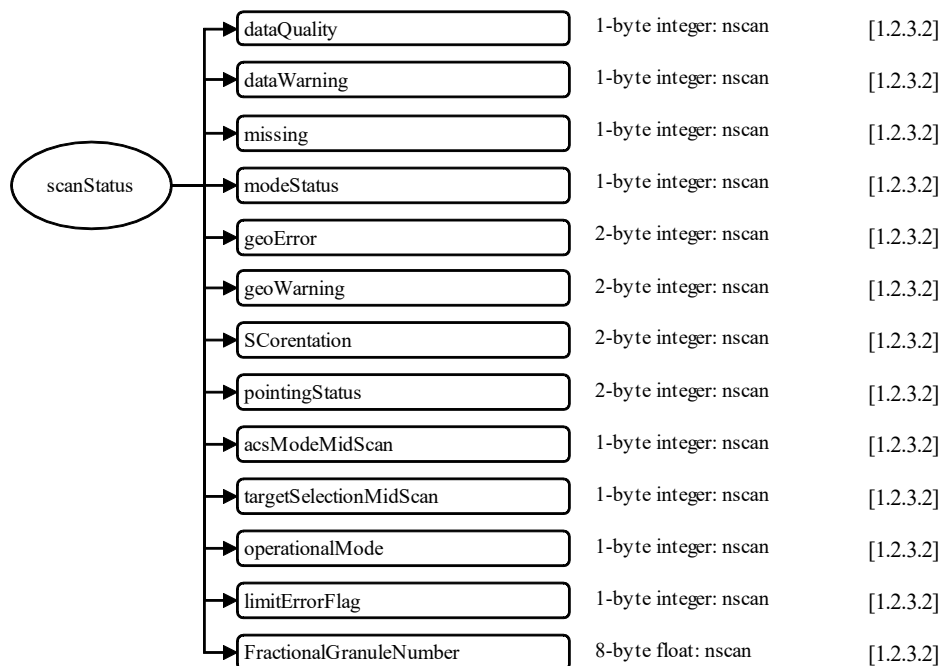 dataQuality 1-byte integer: nscan [1.2.3.2]
dataWarning 1-byte integer: nscan [1.2.3.2]
missing 1-byte integer: nscan [1.2.3.2]
scanStatus modeStatus 1-byte integer: nscan [1.2.3.2]
geoError 2-byte integer: nscan [1.2.3.2]
geoWarning 2-byte integer: nscan [1.2.3.2]
SCorentation 2-byte integer: nscan [1.2.3.2]
pointingStatus 2-byte integer: nscan [1.2.3.2]
acsModeMidScan 1-byte integer: nscan [1.2.3.2]
targetSelectionMidScan 1-byte integer: nscan [1.2.3.2]
operationalMode 1-byte integer: nscan [1.2.3.2]
limitErrorFlag 1-byte integer: nscan [1.2.3.2]
FractionalGranuleNumber 8-byte float: nscan [1.2.3.2]